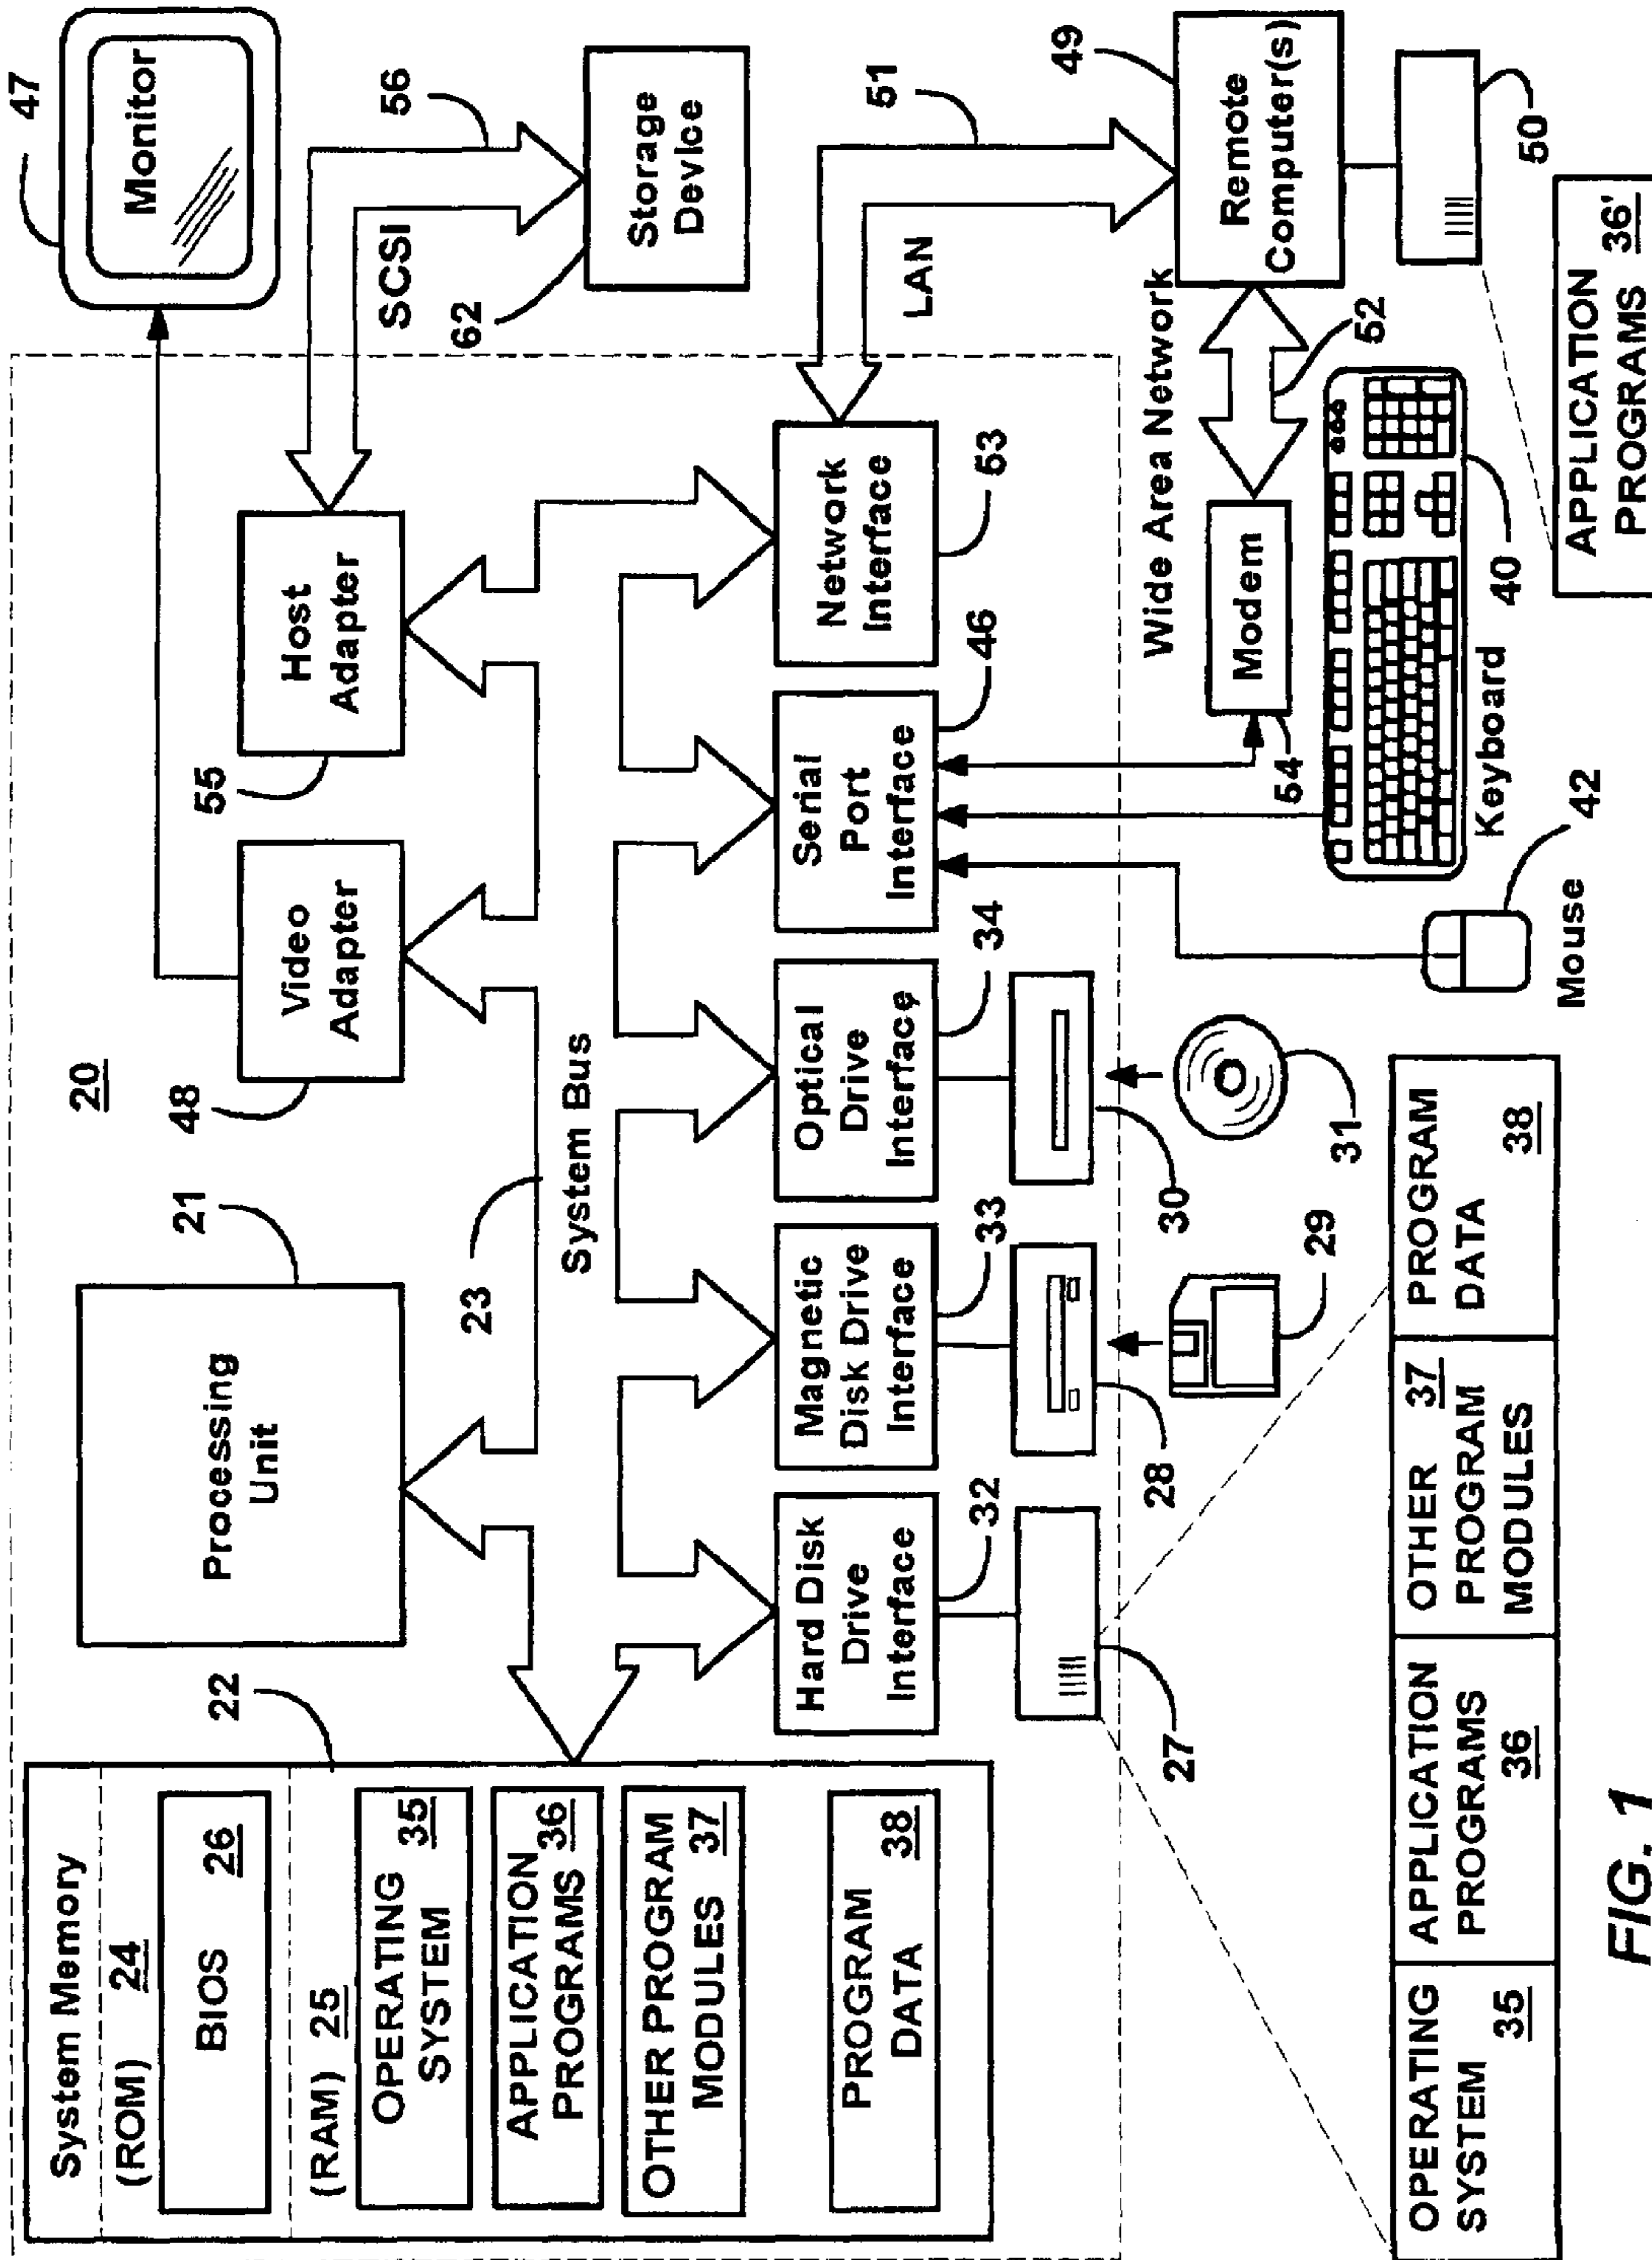 System Memory
(ROM) 24
BIOS 26
(RAM) 25
OPERATING
SYSTEM 35
APPLICATION
PROGRAMS 36
OTHER PROGRAM
MODULES 37
PROGRAM
DATA 38
22
Processing
Unit
21
20
Video
Adapter
48
Host
Adapter
55
47
Monitor
SCSI
56
Storage
Device
62
23
System Bus
Hard Disk
Drive
Interface
32
Magnetic
Disk Drive
Interface
33
Optical
Drive
Interface
34
Serial
Port
Interface
46
Network
Interface
53
LAN
51
27
28
29
30
31
Wide Area Network
Modem
54
52
Remote
Computer(s)
49
50
Keyboard
40
Mouse
42
OPERATING
SYSTEM 35
APPLICATION
PROGRAMS
36
OTHER 37
PROGRAM
MODULES
PROGRAM
DATA
38
APPLICATION
PROGRAMS 36'
FIG. 1